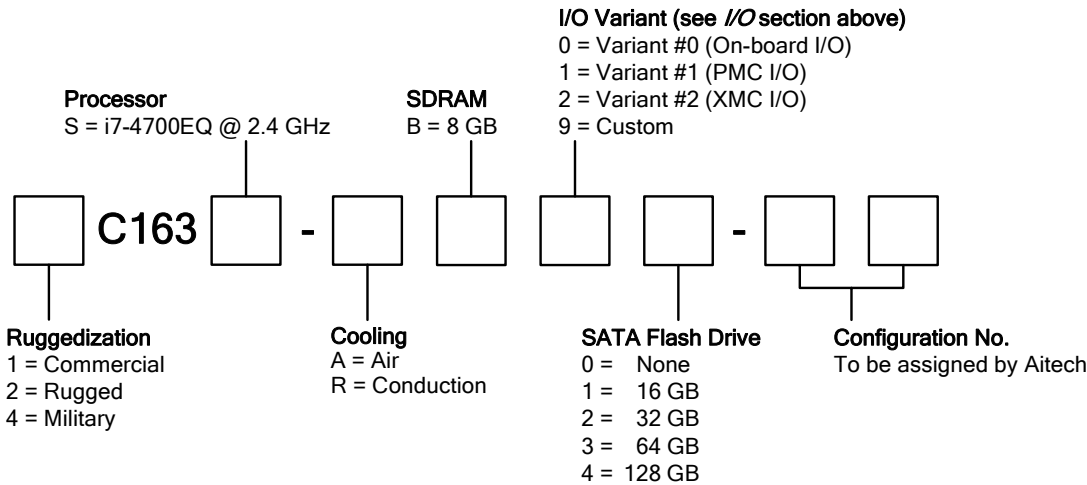 I/O Variant (see I/O section above)
0 = Variant #0 (On-board I/O)
1 = Variant #1 (PMC I/O)
2 = Variant #2 (XMC I/O)
9 = Custom
Processor
S = i7-4700EQ @ 2.4 GHz
SDRAM
B = 8 GB
C163 - -
Ruggedization
1 = Commercial
2 = Rugged
4 = Military
Cooling
A = Air
R = Conduction
SATA Flash Drive
0 = None
1 = 16 GB
2 = 32 GB
3 = 64 GB
4 = 128 GB
Configuration No.
To be assigned by Aitech